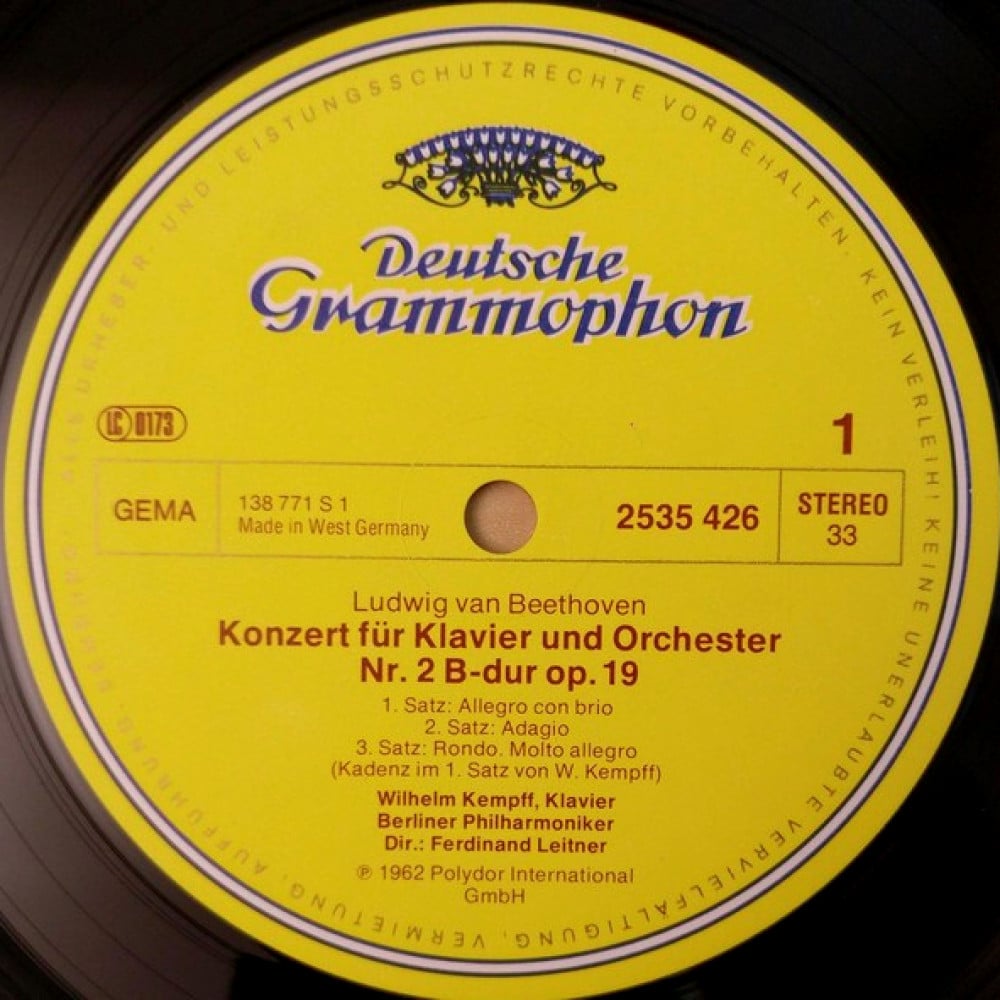 ALLE URHEBER- UND LEISTUNGSSCHUTZRECHTE VORBEHALTEN. KEIN VERLEIH! KEINE UNERLAUBTE VERVIELFÄLTIGUNG, VERMIETUNG, AUFFÜHRUNG,
Deutsche
Grammophon
LC 0173
1
GEMA
138 771 S 1
Made in West Germany
2535 426
STEREO
33
Ludwig van Beethoven
Konzert für Klavier und Orchester
Nr. 2 B-dur op. 19
1. Satz: Allegro con brio
2. Satz: Adagio
3. Satz: Rondo. Molto allegro
(Kadenz im 1. Satz von W. Kempff)
Wilhelm Kempff, Klavier
Berliner Philharmoniker
Dir.: Ferdinand Leitner
℗ 1962 Polydor International
GmbH